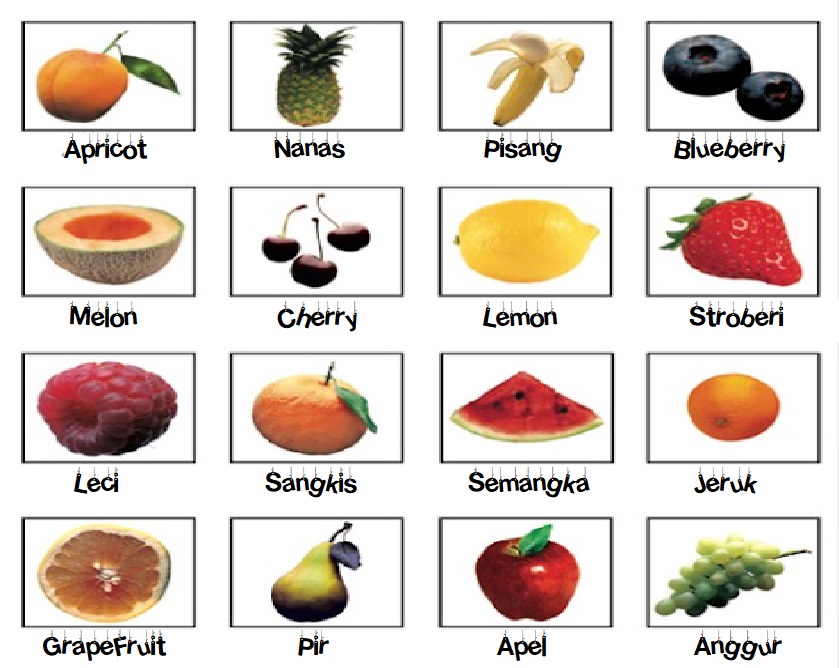 Apricot Nanas Pisang Blueberry
Melon Cherry Lemon Stroberi
Leci Sangkis Semangka Jeruk
GrapeFruit Pir Apel Anggur